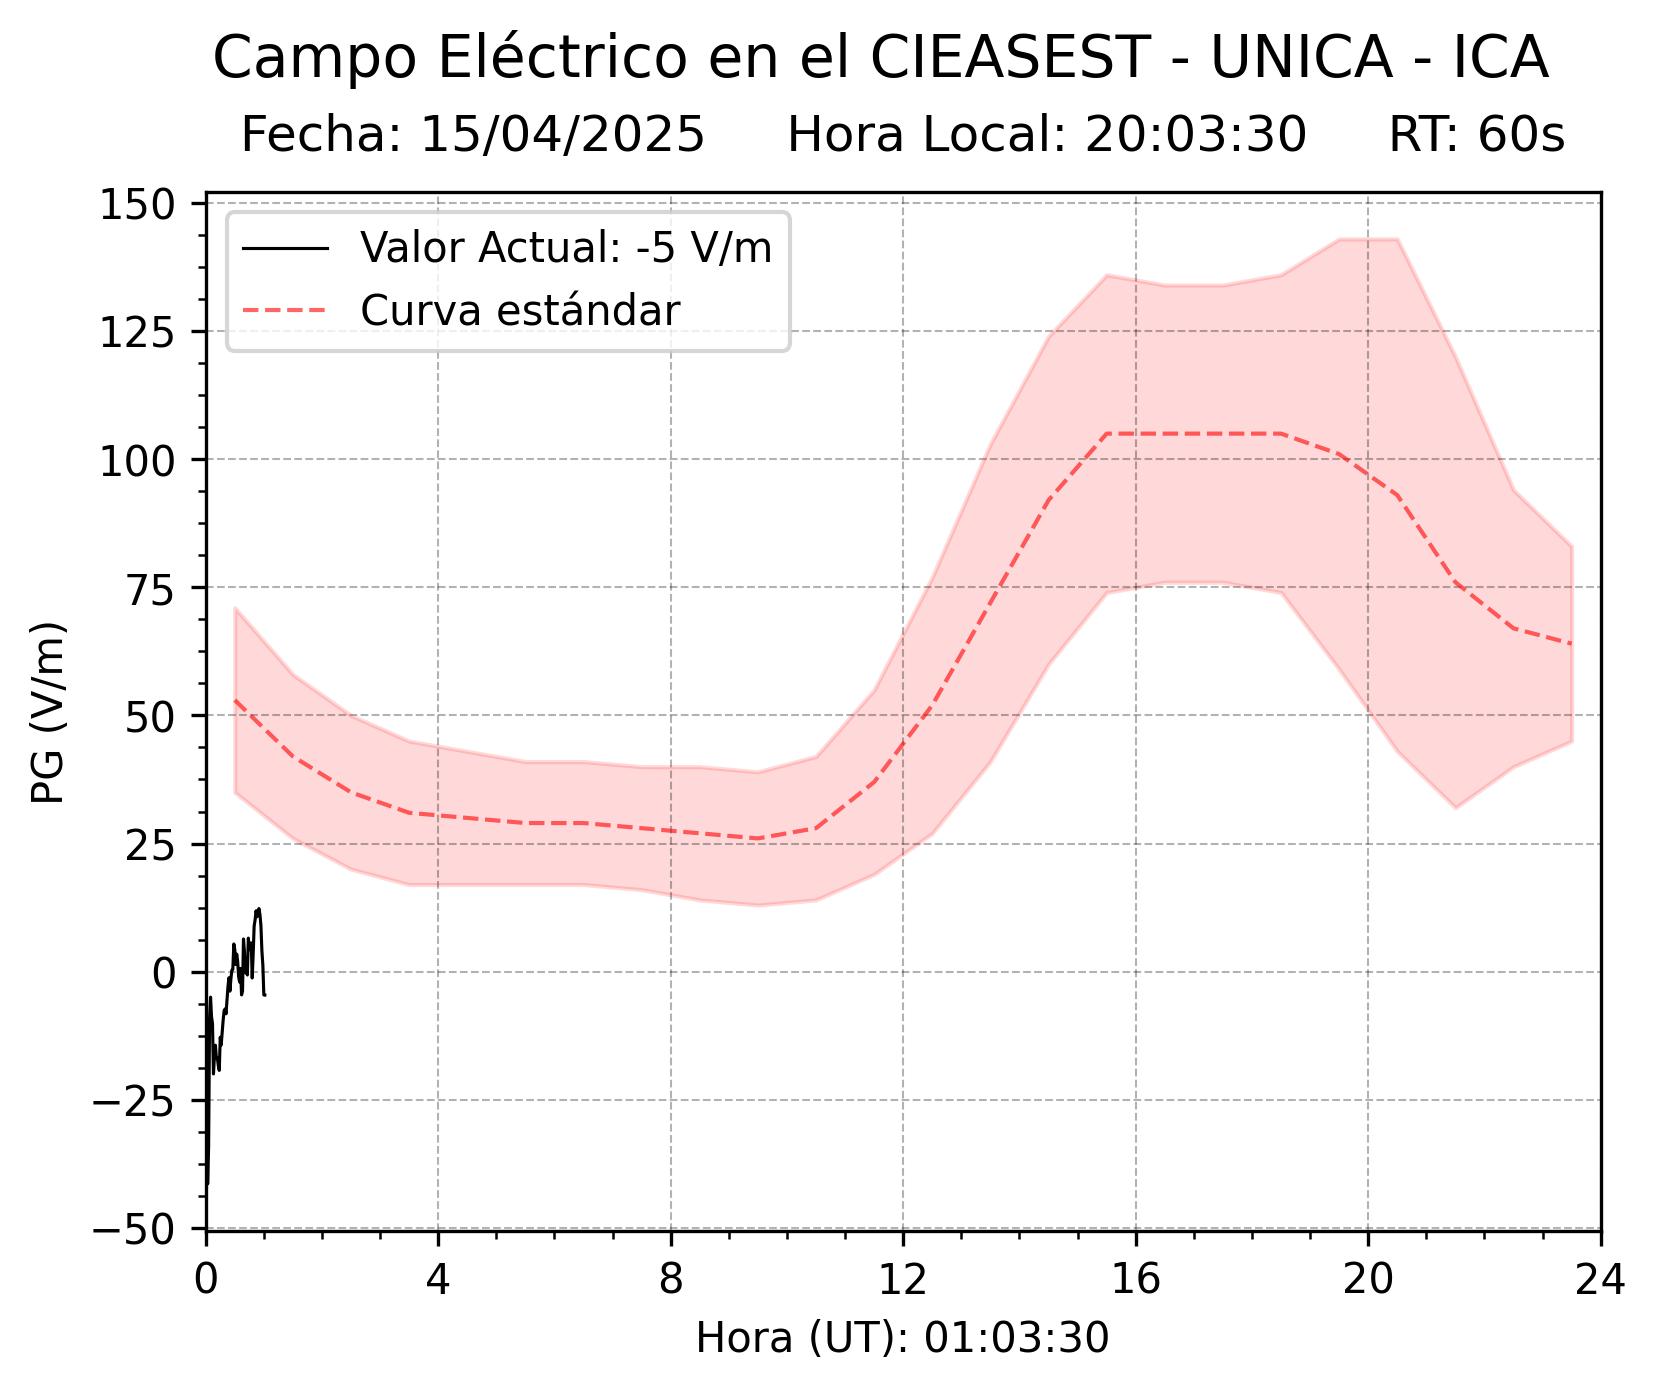 Campo Eléctrico en el CIEASEST - UNICA - ICA
Fecha: 15/04/2025 Hora Local: 20:03:30 RT: 60s
Valor Actual: -5 V/m
Curva estándar
PG (V/m)
150
125
100
75
50
25
0
−25
−50
0 4 8 12 16 20 24
Hora (UT): 01:03:30